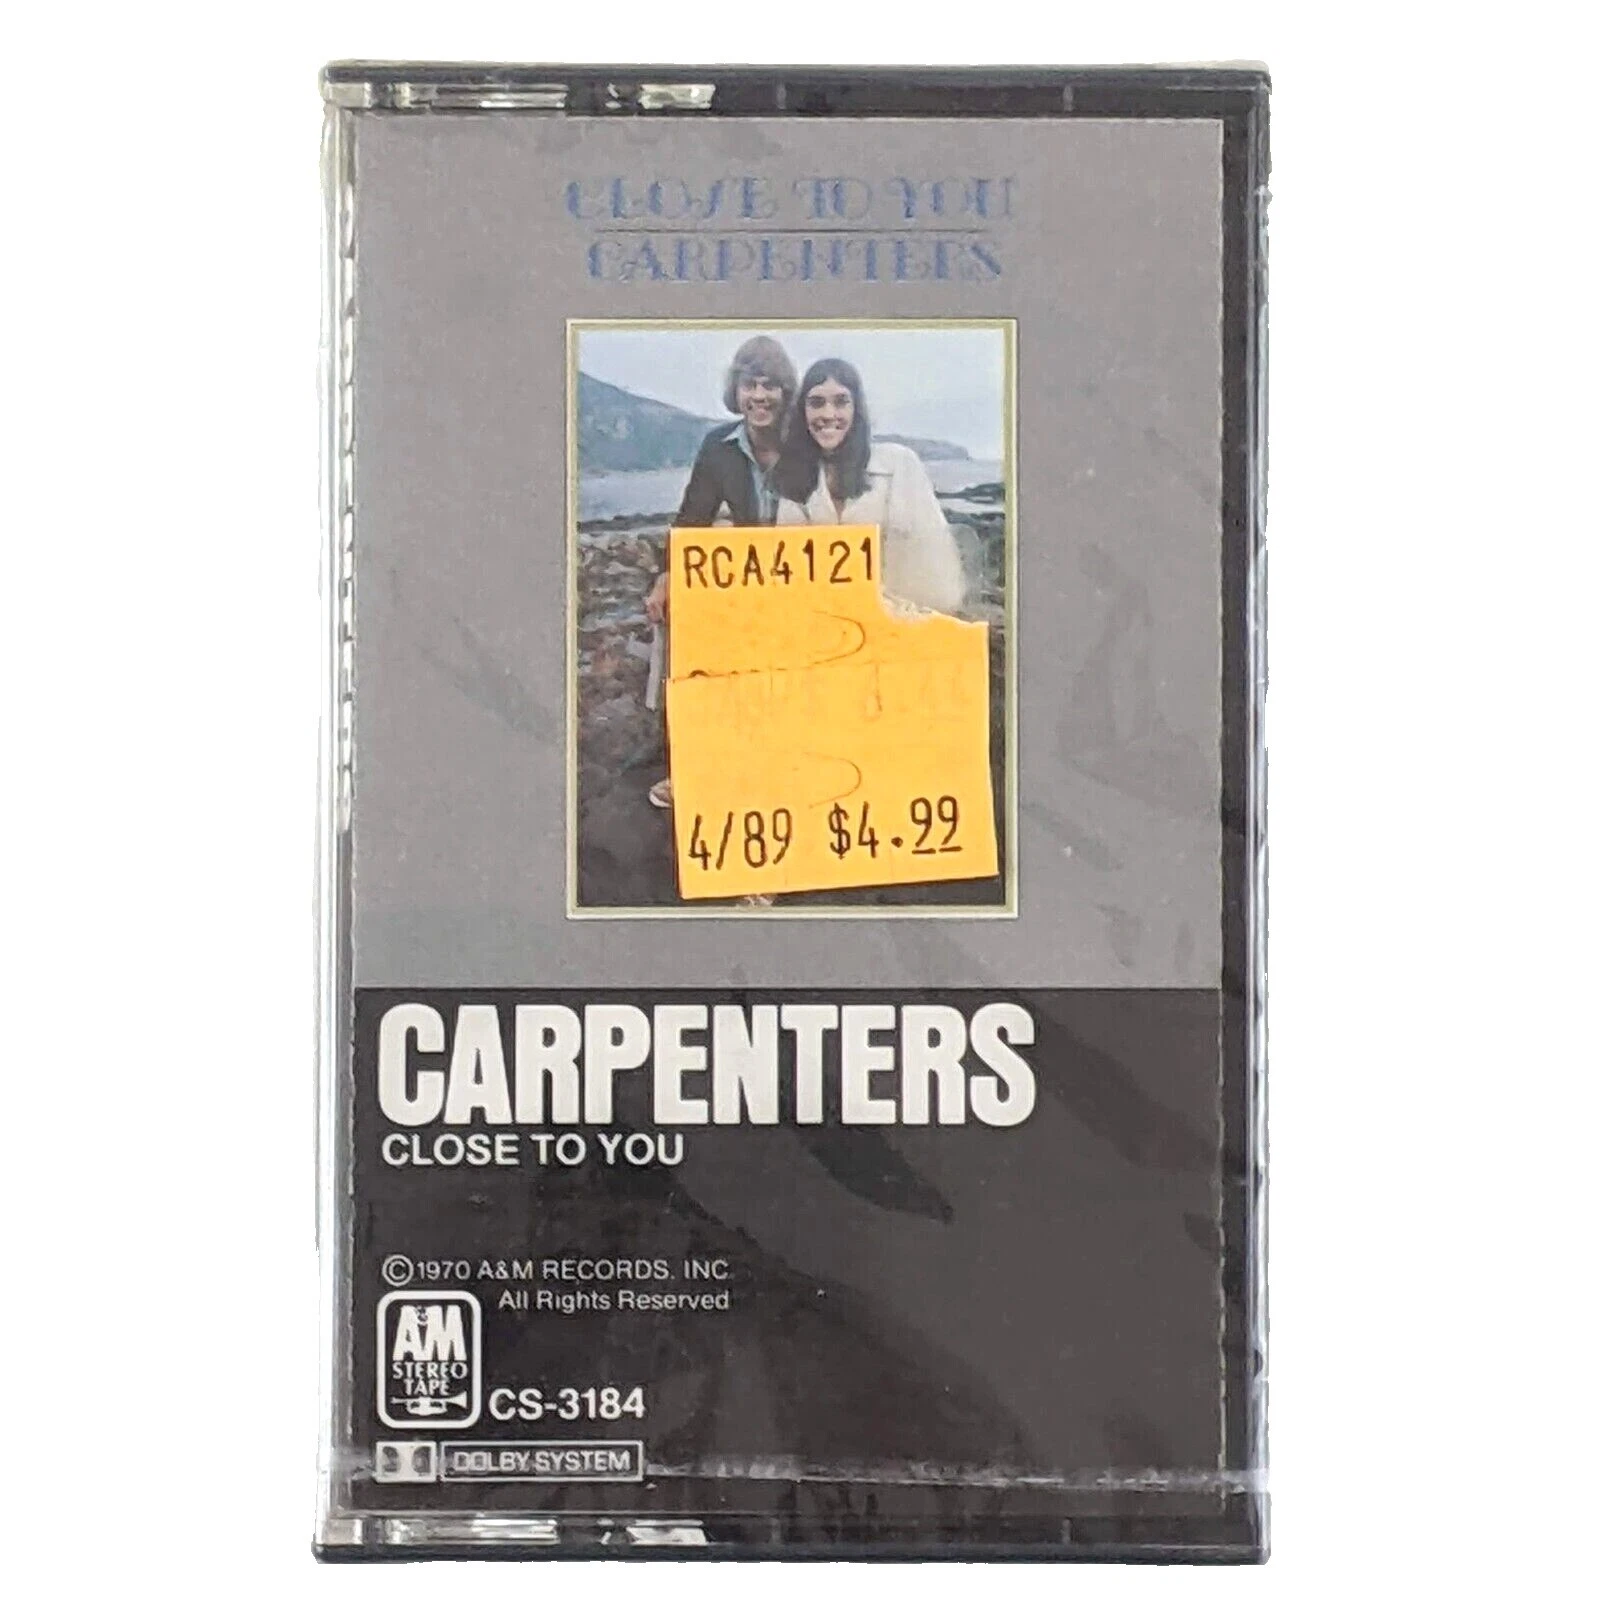 CLOSE TO YOU
CARPENTERS
RCA4121
4/89 $4.99
CARPENTERS
CLOSE TO YOU
©1970 A&M RECORDS, INC.
All Rights Reserved
A&M
STEREO
TAPE
CS-3184
DOLBY SYSTEM